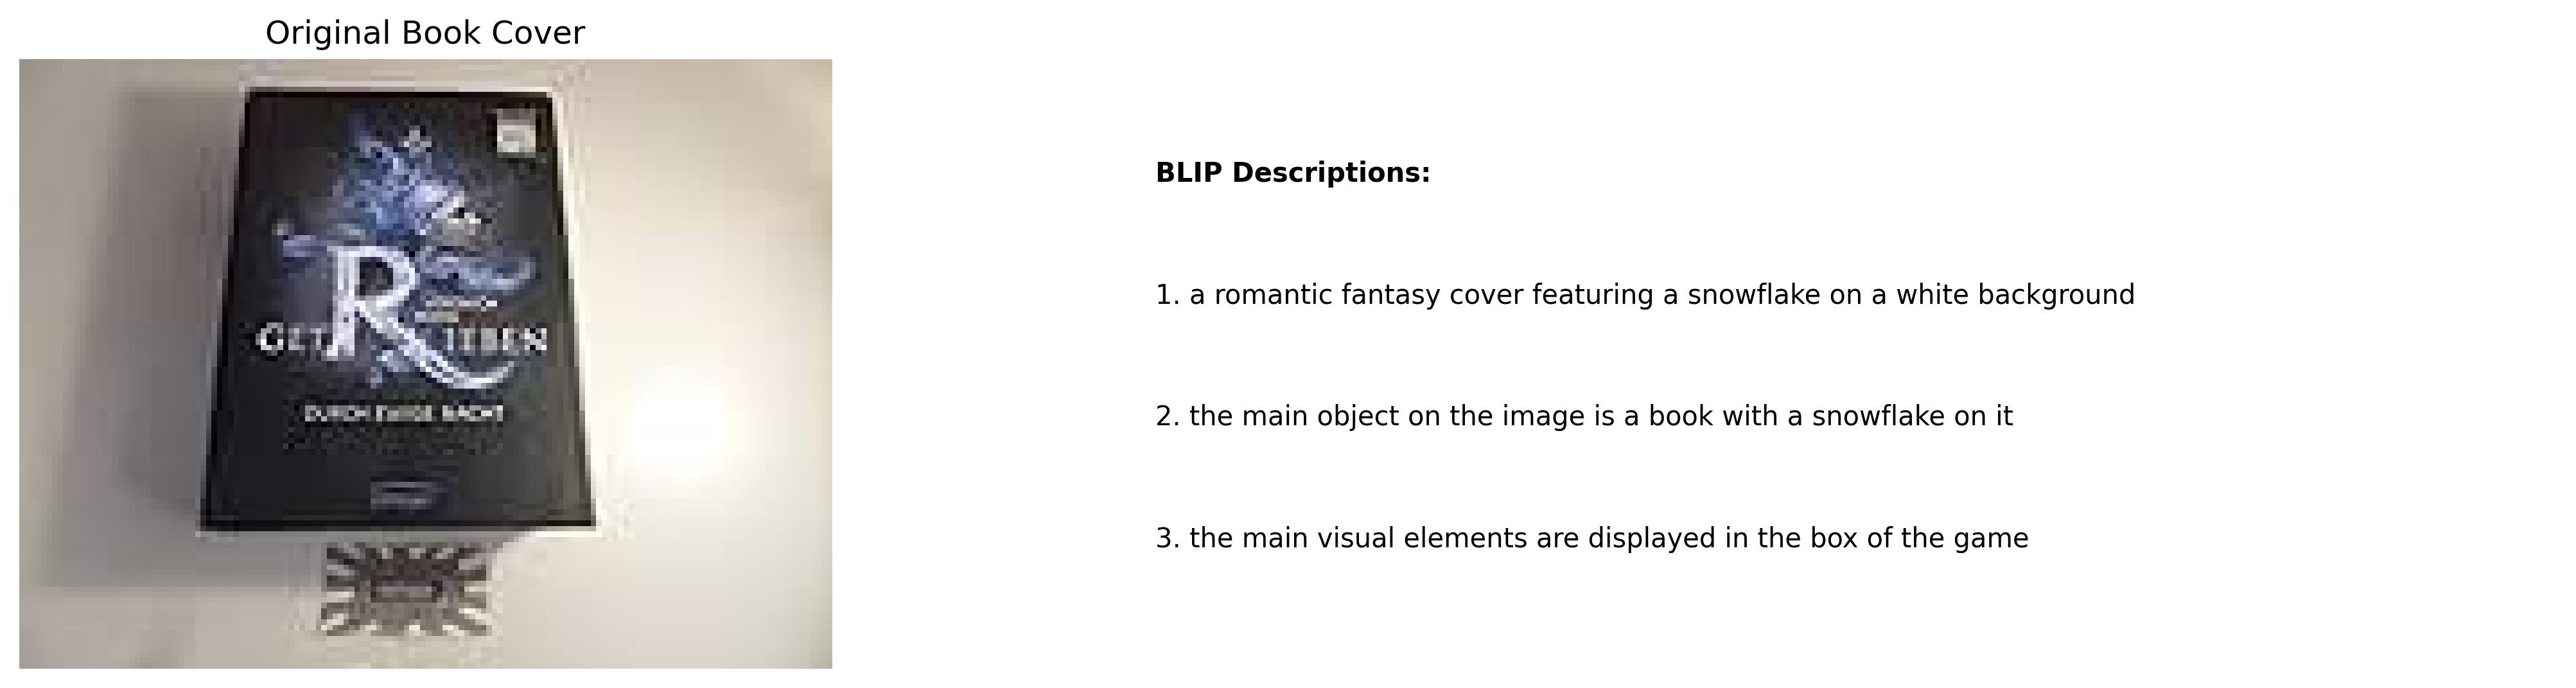 Original Book Cover
R
GETRIEBEN
DURCH EWIGE NACHT
BLIP Descriptions:
1. a romantic fantasy cover featuring a snowflake on a white background
2. the main object on the image is a book with a snowflake on it
3. the main visual elements are displayed in the box of the game